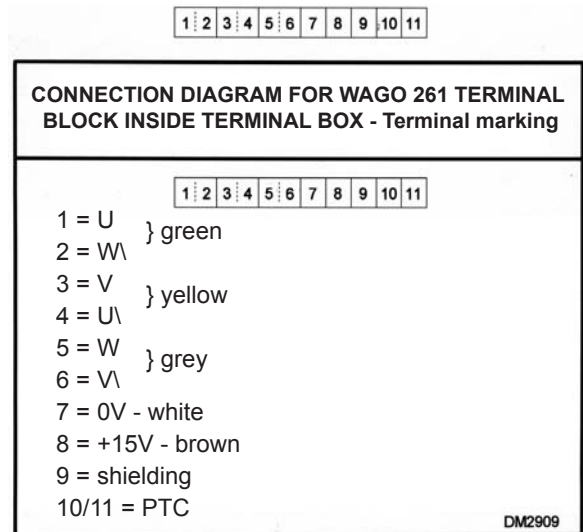 1 2 3 4 5 6 7 8 9 10 11
CONNECTION DIAGRAM FOR WAGO 261 TERMINAL
BLOCK INSIDE TERMINAL BOX - Terminal marking
1 2 3 4 5 6 7 8 9 10 11
1 = U
} green
2 = W\
3 = V
} yellow
4 = U\
5 = W
} grey
6 = V\
7 = 0V - white
8 = +15V - brown
9 = shielding
10/11 = PTC
DM2909